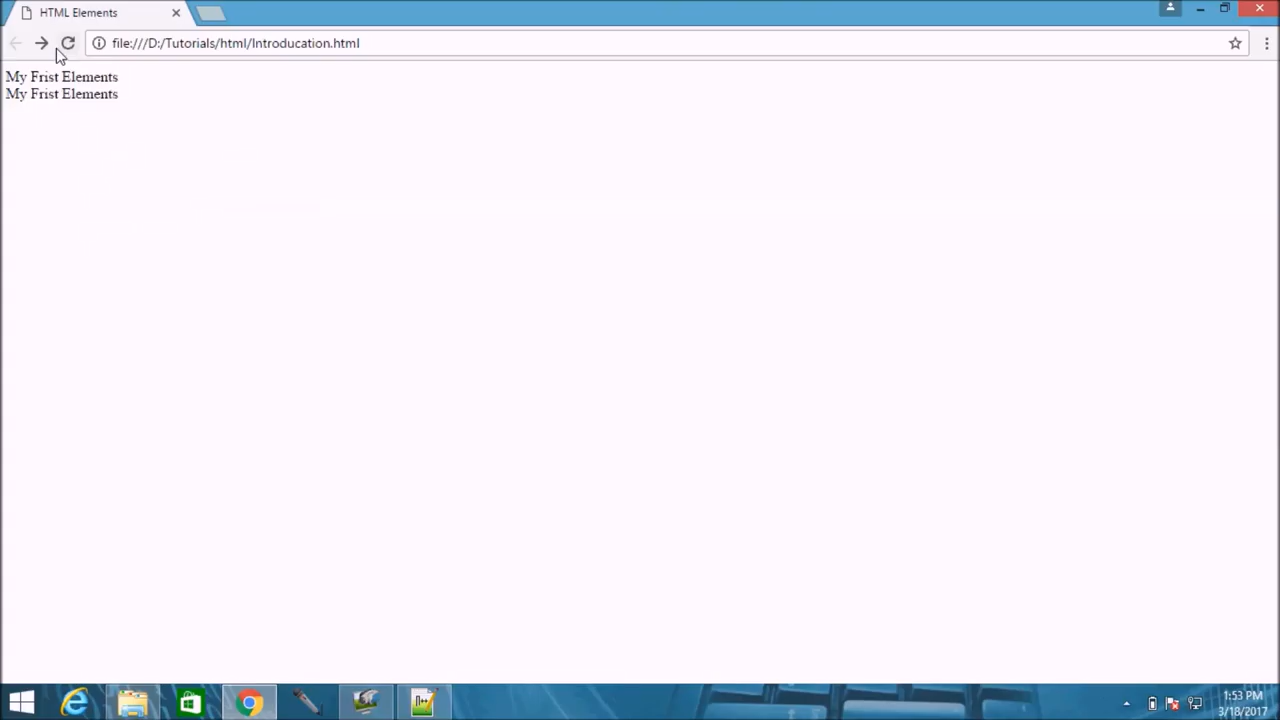 HTML Elements
file:///D:/Tutorials/html/Introducation.html
My Frist Elements
My Frist Elements
1:53 PM
3/18/2017